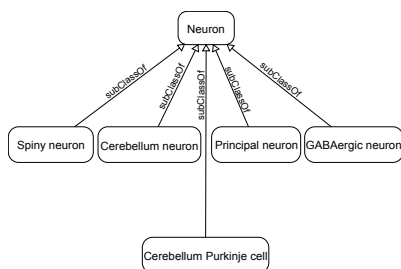 Neuron
subClassOf
subClassOf
subClassOf
subClassOf
subClassOf
Spiny neuron
Cerebellum neuron
Principal neuron
GABAergic neuron
Cerebellum Purkinje cell